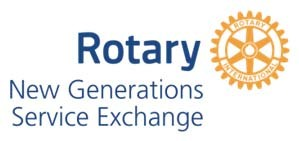 Rotary
New Generations
Service Exchange
ROTARY
INTERNATIONAL